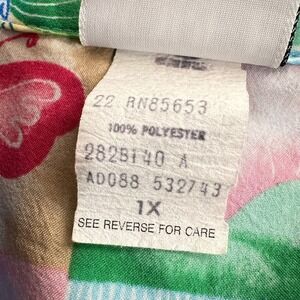 22 RN85653
100% POLYESTER
2828140 A
AD088 532743
1X
SEE REVERSE FOR CARE